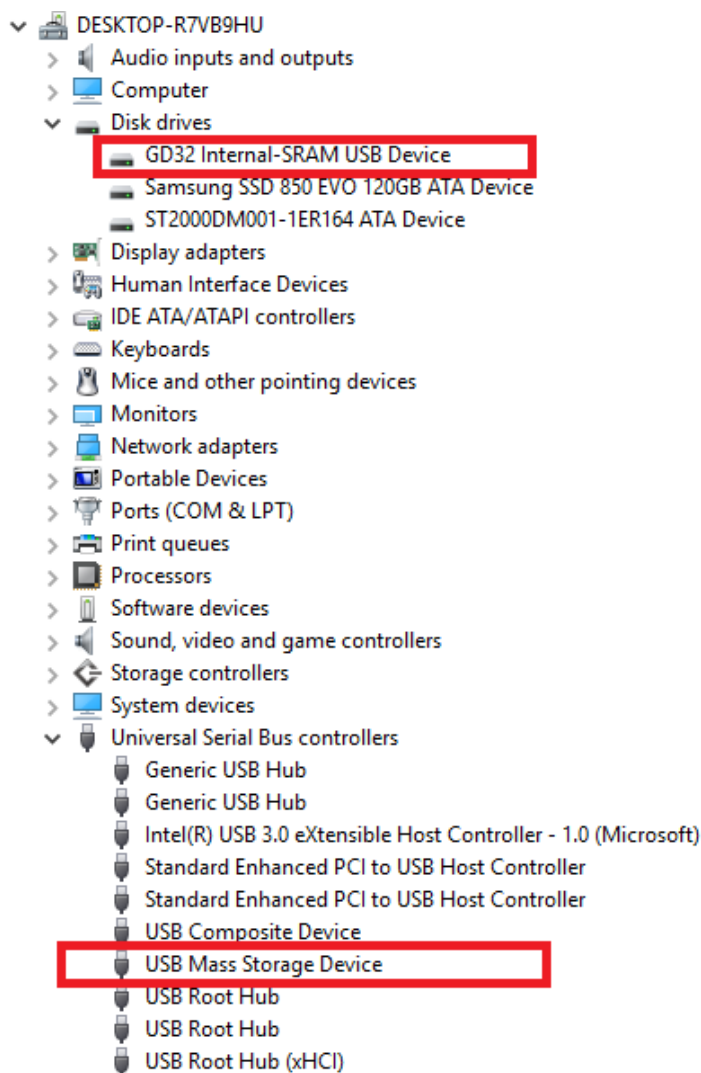 DESKTOP-R7VB9HU
Audio inputs and outputs
Computer
Disk drives
GD32 Internal-SRAM USB Device
Samsung SSD 850 EVO 120GB ATA Device
ST2000DM001-1ER164 ATA Device
Display adapters
Human Interface Devices
IDE ATA/ATAPI controllers
Keyboards
Mice and other pointing devices
Monitors
Network adapters
Portable Devices
Ports (COM & LPT)
Print queues
Processors
Software devices
Sound, video and game controllers
Storage controllers
System devices
Universal Serial Bus controllers
Generic USB Hub
Generic USB Hub
Intel(R) USB 3.0 eXtensible Host Controller - 1.0 (Microsoft)
Standard Enhanced PCI to USB Host Controller
Standard Enhanced PCI to USB Host Controller
USB Composite Device
USB Mass Storage Device
USB Root Hub
USB Root Hub
USB Root Hub (xHCI)